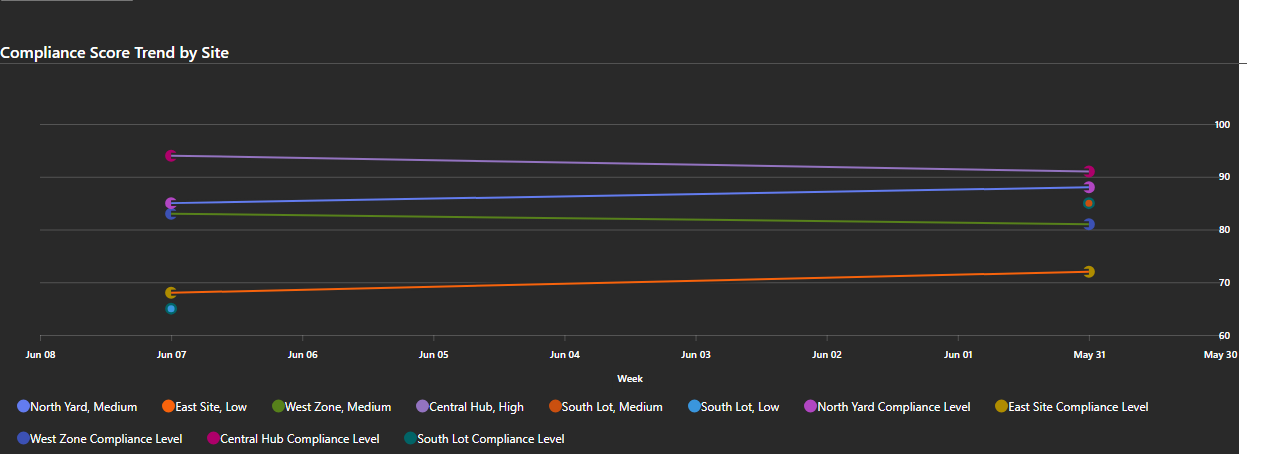 Compliance Score Trend by Site
100
90
80
70
60
Jun 08 Jun 07 Jun 06 Jun 05 Jun 04 Jun 03 Jun 02 Jun 01 May 31 May 30
Week
North Yard, Medium East Site, Low West Zone, Medium Central Hub, High South Lot, Medium South Lot, Low North Yard Compliance Level East Site Compliance Level
West Zone Compliance Level Central Hub Compliance Level South Lot Compliance Level